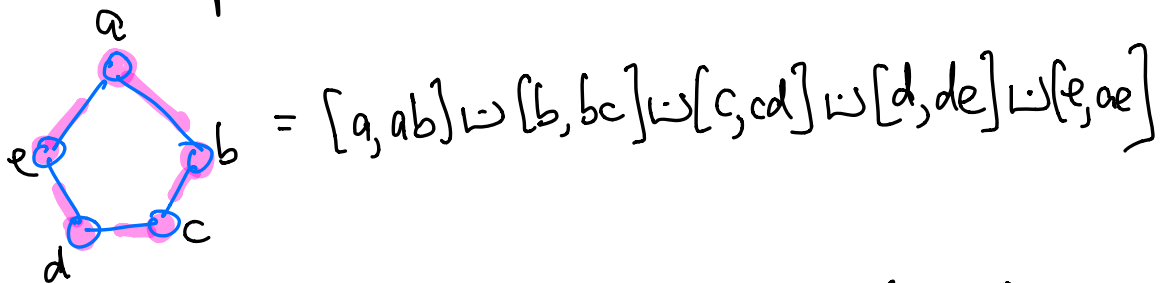 a
e
b
c
d
= [a, ab] ⨃ [b, bc] ⨃ [c, cd] ⨃ [d, de] ⨃ [e, ae]